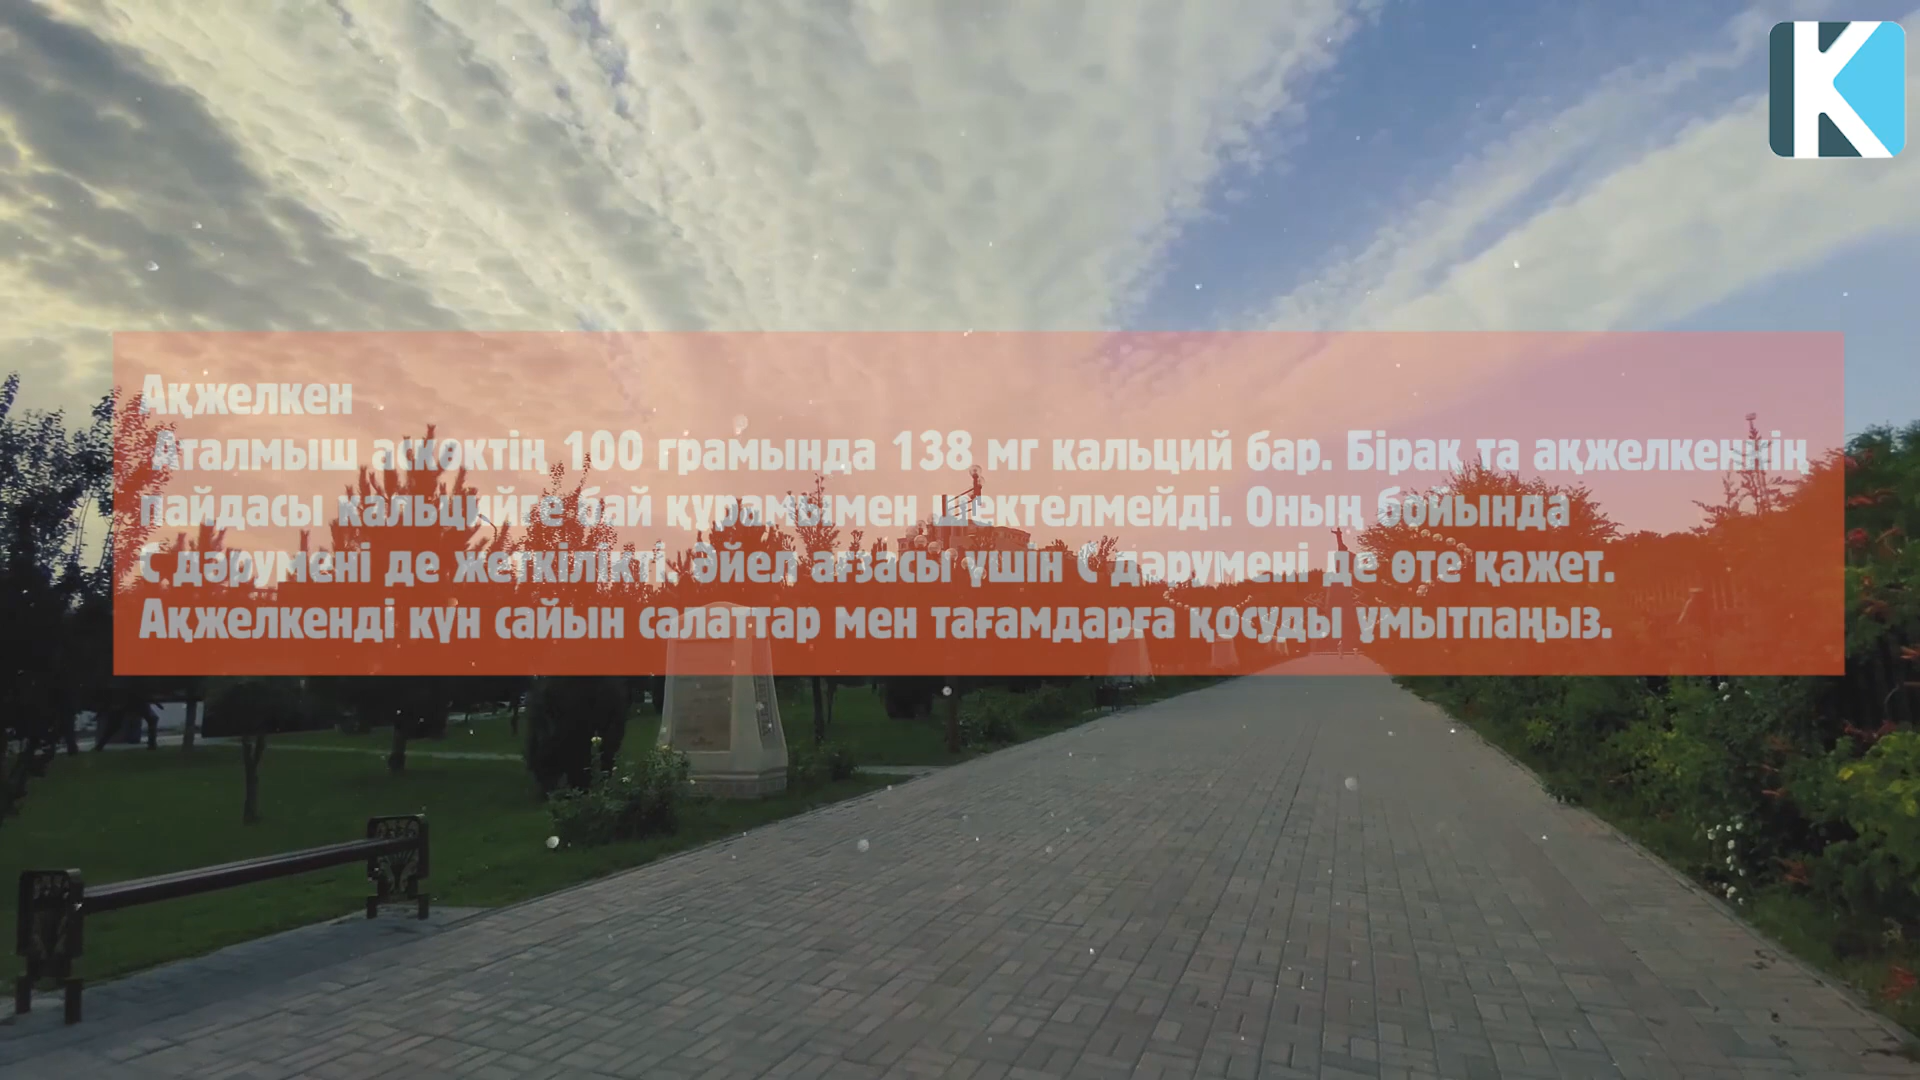 Ақжелкен
Аталмыш аскөктің 100 грамында 138 мг кальций бар. Бірақ та ақжелкеннің
пайдасы кальцийге бай құрамымен шектелмейді. Оның бойында
С дәрумені де жеткілікті. Әйел ағзасы үшін С дәрумені де өте қажет.
Ақжелкенді күн сайын салаттар мен тағамдарға қосуды ұмытпаңыз.
K